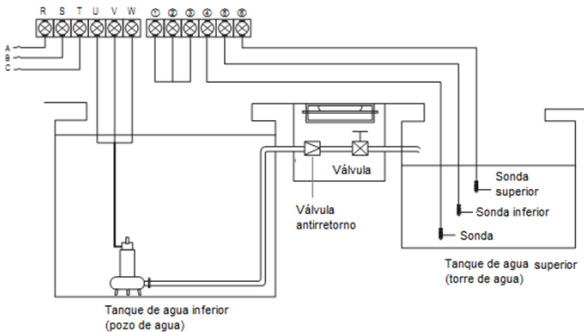 R S T U V W ① ② ③ ④ ⑤ ⑥
A
B
C
Válvula
Válvula
antirretorno
Sonda
superior
Sonda inferior
Sonda
Tanque de agua superior
(torre de agua)
Tanque de agua inferior
(pozo de agua)